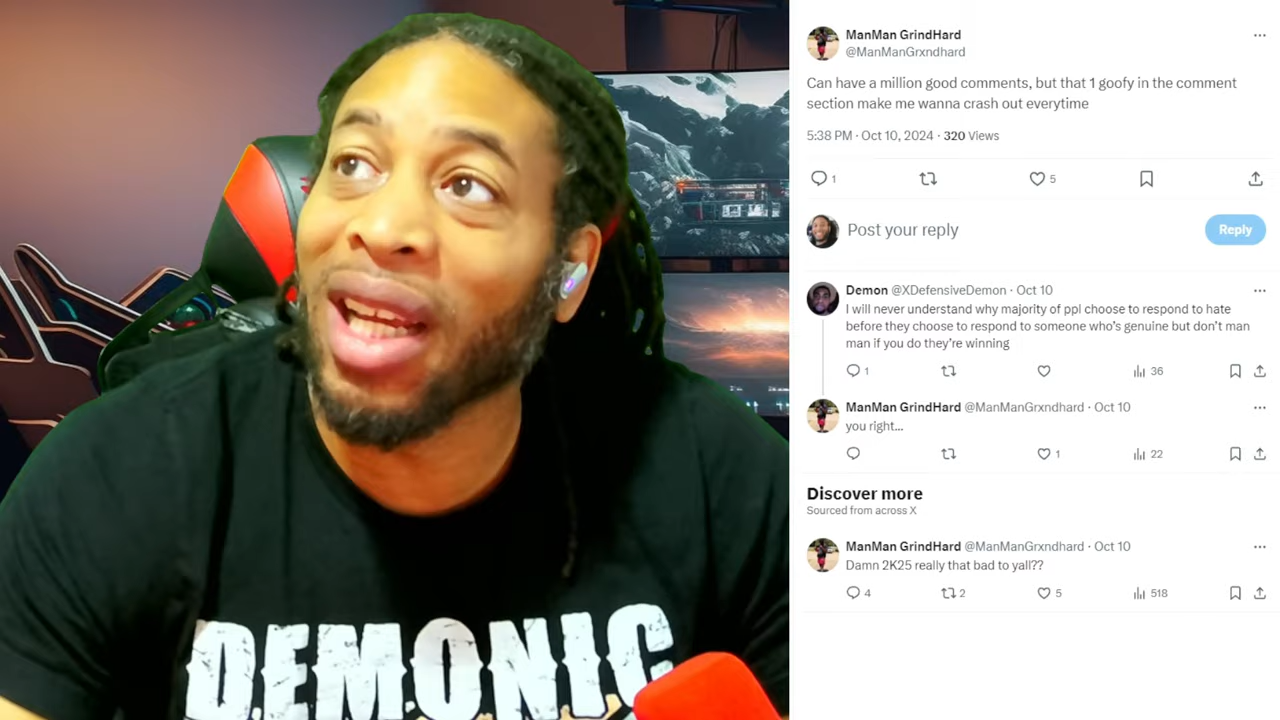 ManMan GrindHard
@ManManGrxndhard
Can have a million good comments, but that 1 goofy in the comment
section make me wanna crash out everytime
5:38 PM · Oct 10, 2024 · 320 Views
1
5
Post your reply
Reply
Demon @XDefensiveDemon · Oct 10
I will never understand why majority of ppl choose to respond to hate
before they choose to respond to someone who's genuine but don't man
man if you do they're winning
1
36
ManMan GrindHard @ManManGrxndhard · Oct 10
you right...
1
22
Discover more
Sourced from across X
ManMan GrindHard @ManManGrxndhard · Oct 10
Damn 2K25 really that bad to yall??
4
2
5
518
DEMONIC